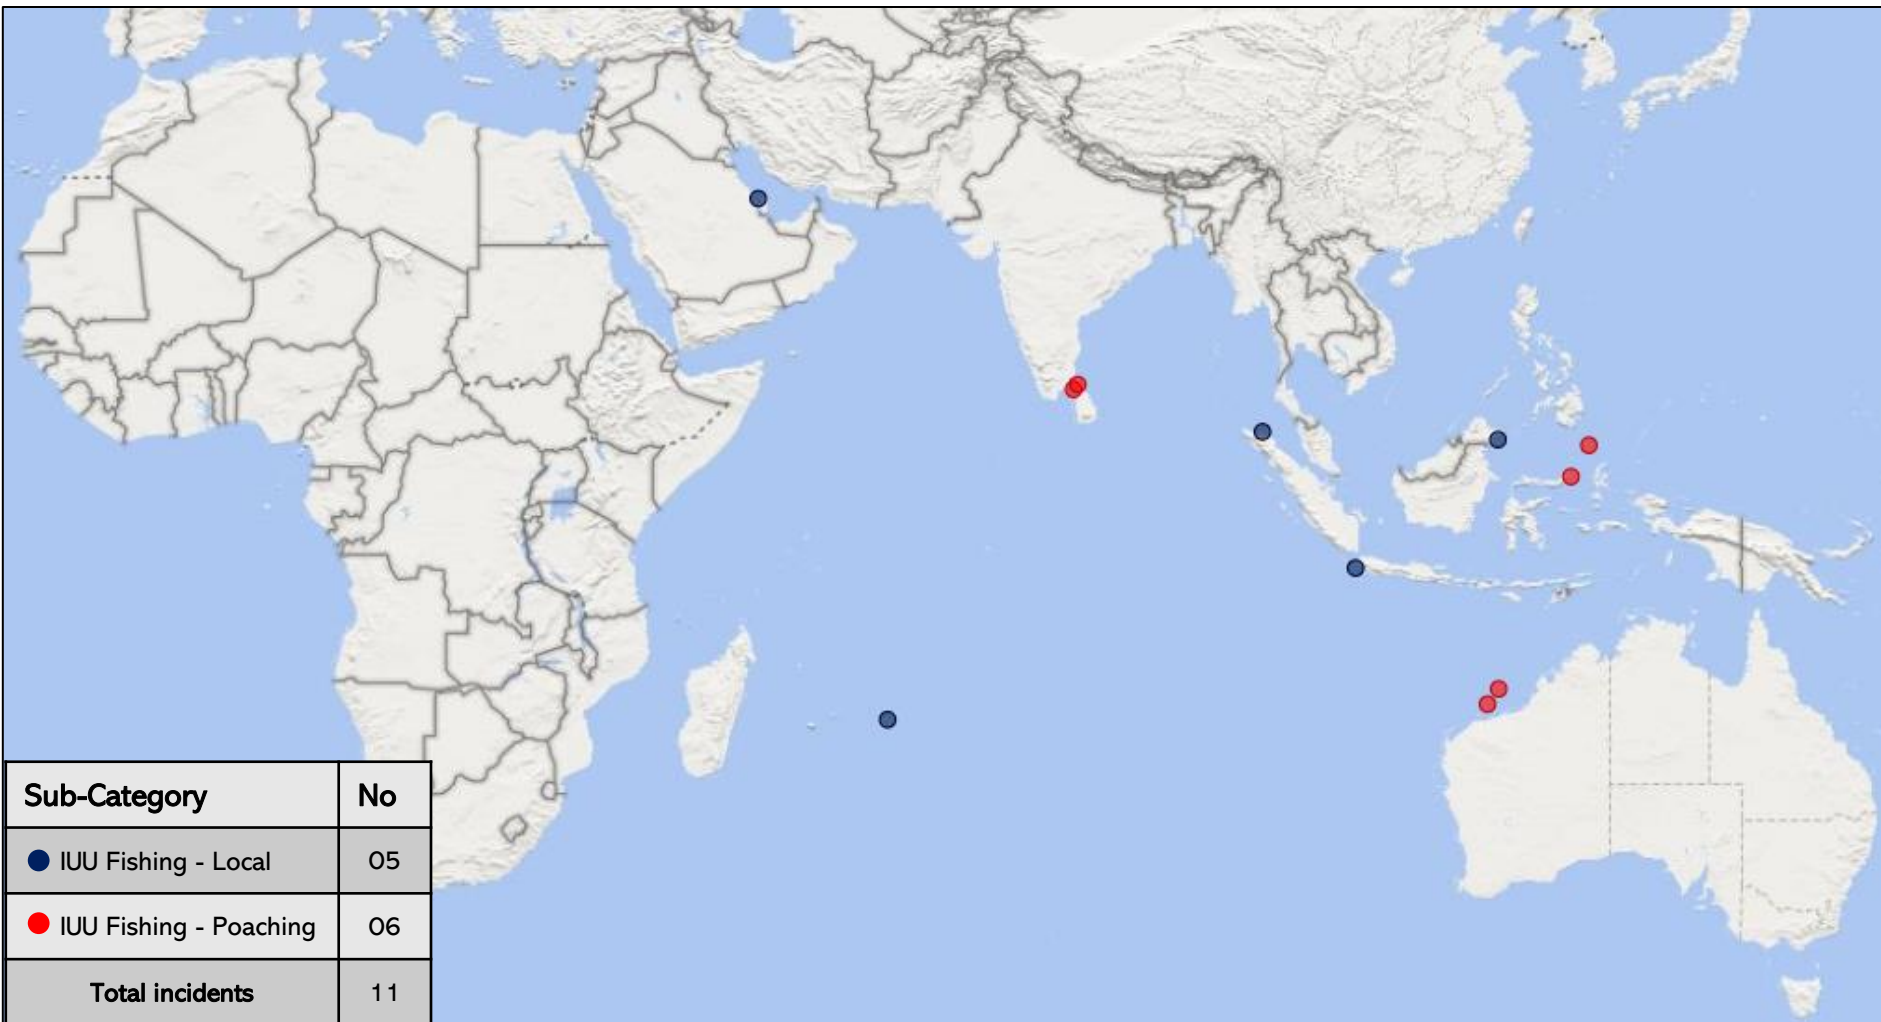 Sub-Category No
IUU Fishing - Local 05
IUU Fishing - Poaching 06
Total incidents 11